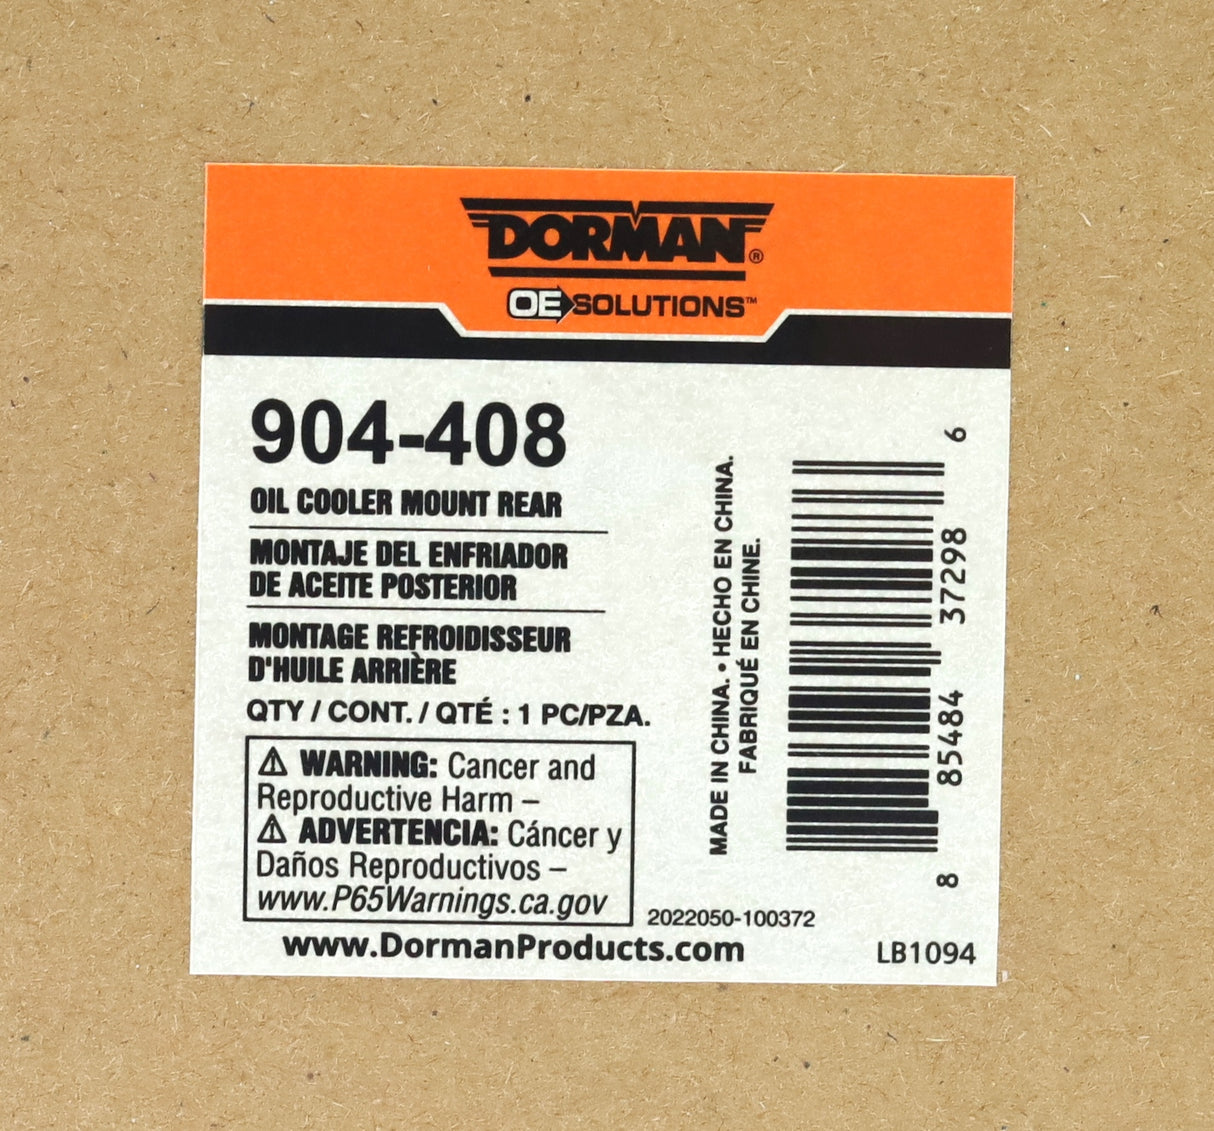 DORMAN®
OE SOLUTIONS™
904-408
OIL COOLER MOUNT REAR
MONTAJE DEL ENFRIADOR
DE ACEITE POSTERIOR
MONTAGE REFROIDISSEUR
D'HUILE ARRIÈRE
QTY / CONT. / QTÉ : 1 PC/PZA.
⚠ WARNING: Cancer and
Reproductive Harm –
⚠ ADVERTENCIA: Cáncer y
Daños Reproductivos –
www.P65Warnings.ca.gov
www.DormanProducts.com
MADE IN CHINA. • HECHO EN CHINA.
FABRIQUÉ EN CHINE.
8 85484 37298 6
2022050-100372
LB1094